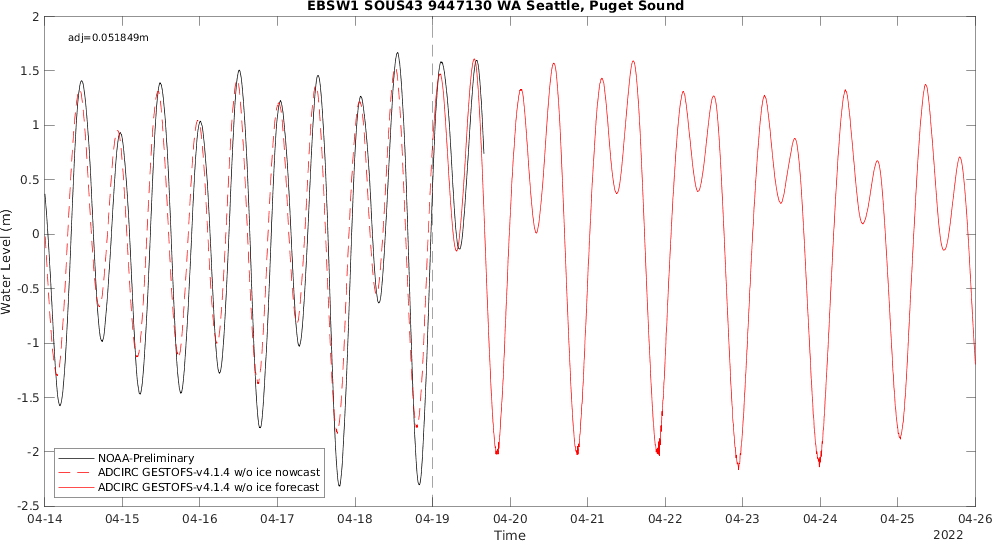 EBSW1 SOUS43 9447130 WA Seattle, Puget Sound
adj=0.051849m
Water Level (m)
2
1.5
1
0.5
0
-0.5
-1
-1.5
-2
-2.5
NOAA-Preliminary
ADCIRC GESTOFS-v4.1.4 w/o ice nowcast
ADCIRC GESTOFS-v4.1.4 w/o ice forecast
04-14 04-15 04-16 04-17 04-18 04-19 04-20 04-21 04-22 04-23 04-24 04-25 04-26
Time
2022